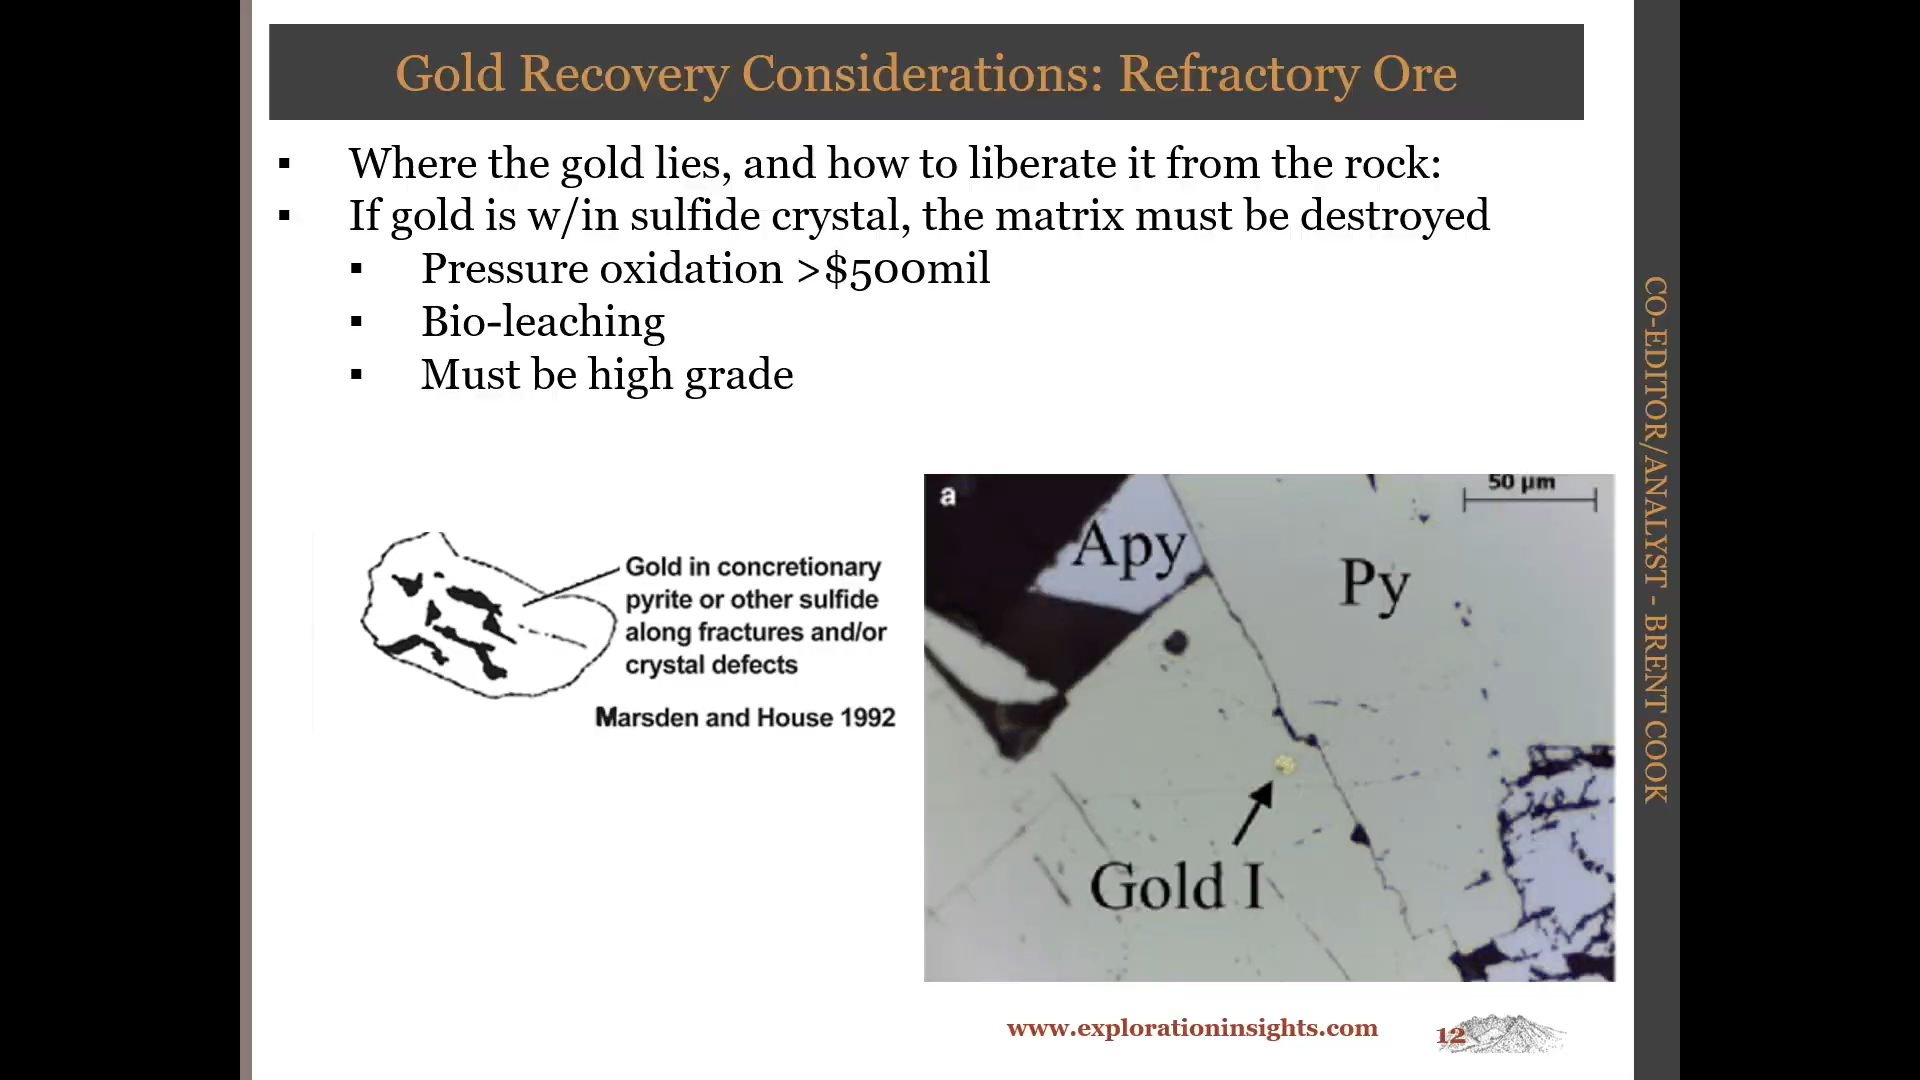 Gold Recovery Considerations: Refractory Ore
▪ Where the gold lies, and how to liberate it from the rock:
▪ If gold is w/in sulfide crystal, the matrix must be destroyed
▪ Pressure oxidation >$500mil
▪ Bio-leaching
▪ Must be high grade
Gold in concretionary
pyrite or other sulfide
along fractures and/or
crystal defects
Marsden and House 1992
a
50 µm
Apy
Py
Gold I
www.explorationinsights.com
12
CO-EDITOR/ANALYST - BRENT COOK